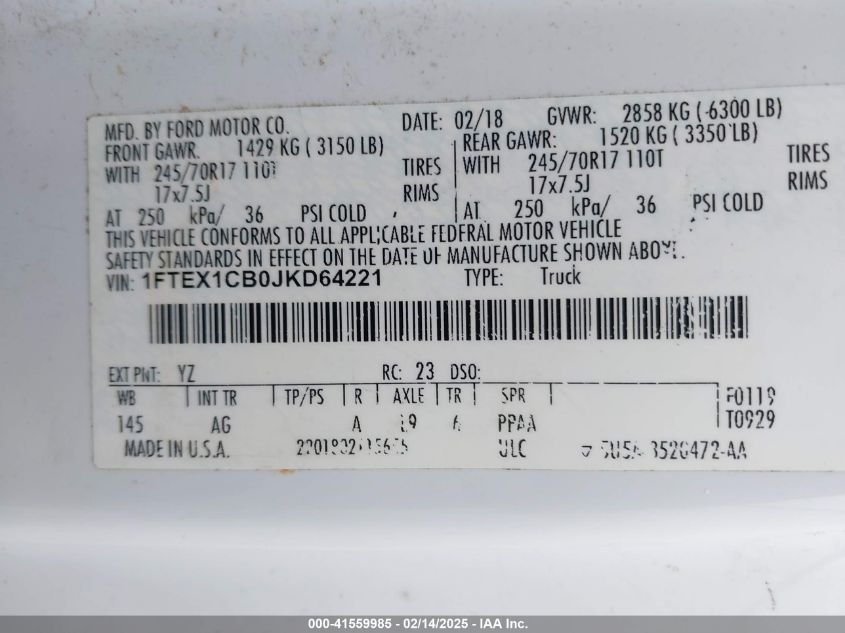 MFD. BY FORD MOTOR CO. DATE: 02/18 GVWR: 2858 KG ( 6300 LB)
FRONT GAWR: 1429 KG ( 3150 LB) REAR GAWR: 1520 KG ( 3350 LB)
WITH 245/70R17 110T TIRES WITH 245/70R17 110T TIRES
17x7.5J RIMS 17x7.5J RIMS
AT 250 kPa/ 36 PSI COLD AT 250 kPa/ 36 PSI COLD
THIS VEHICLE CONFORMS TO ALL APPLICABLE FEDERAL MOTOR VEHICLE
SAFETY STANDARDS IN EFFECT ON THE DATE OF MANUFACTURE SHOWN ABOVE.
VIN: 1FTEX1CB0JKD64221 TYPE: Truck
EXT PNT: YZ RC: 23 DSO:
WB INT TR TP/PS R AXLE TR SPR F0119
145 AG A 19 6 T0929
MADE IN U.S.A. ULC
000-41559985 - 02/14/2025 - IAA Inc.